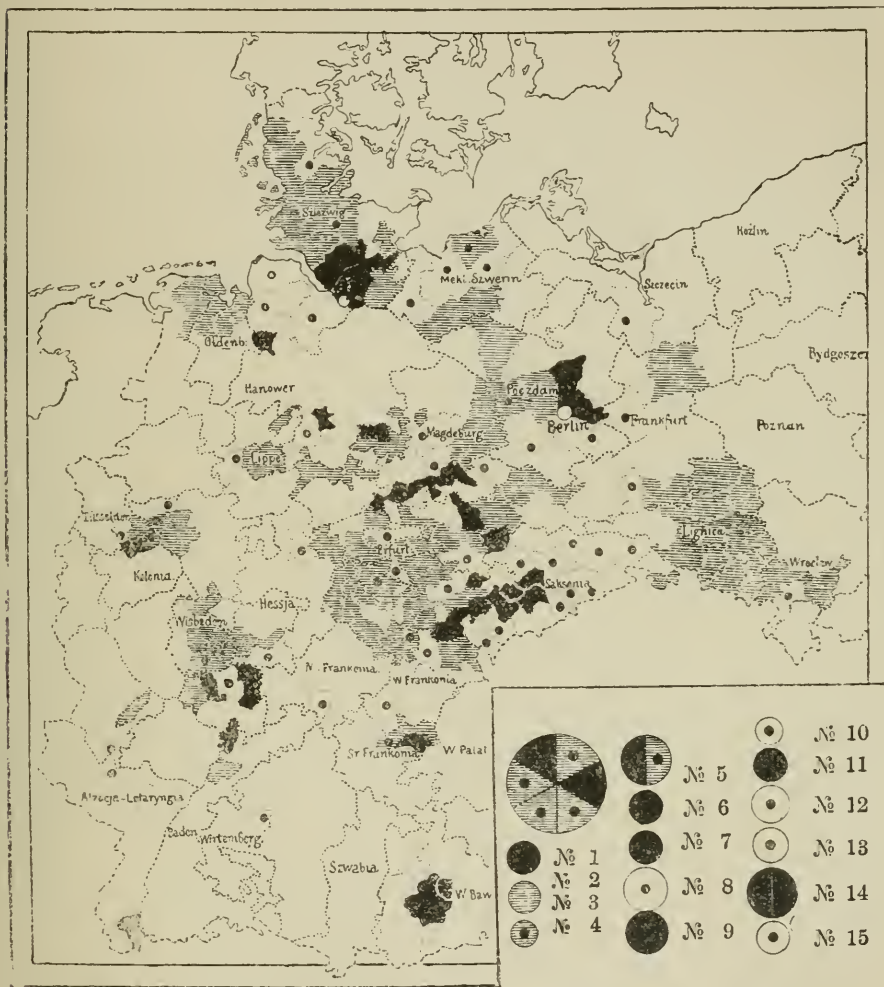 Szlezwig
Kozlin
Mekl. Szwerin
Szczecin
Oldenb.
Bydgoszcz
Hanower
Poczdam
Poznan
Magdeburg
Berlin
Frankfurt
Lippe
Lignica
Erfurt
Wroclaw
Kolonia
Saksonia
Hessja
Wisbaden
N. Frankonia
W. Frankonia
Sr. Frankonia
W. Palat
Alzacja-Lotaryngia
Baden
Wirtemberg.
Szwabia
W. Baw
№ 1
№ 2
№ 3
№ 4
№ 5
№ 6
№ 7
№ 8
№ 9
№ 10
№ 11
№ 12
№ 13
№ 14
№ 15